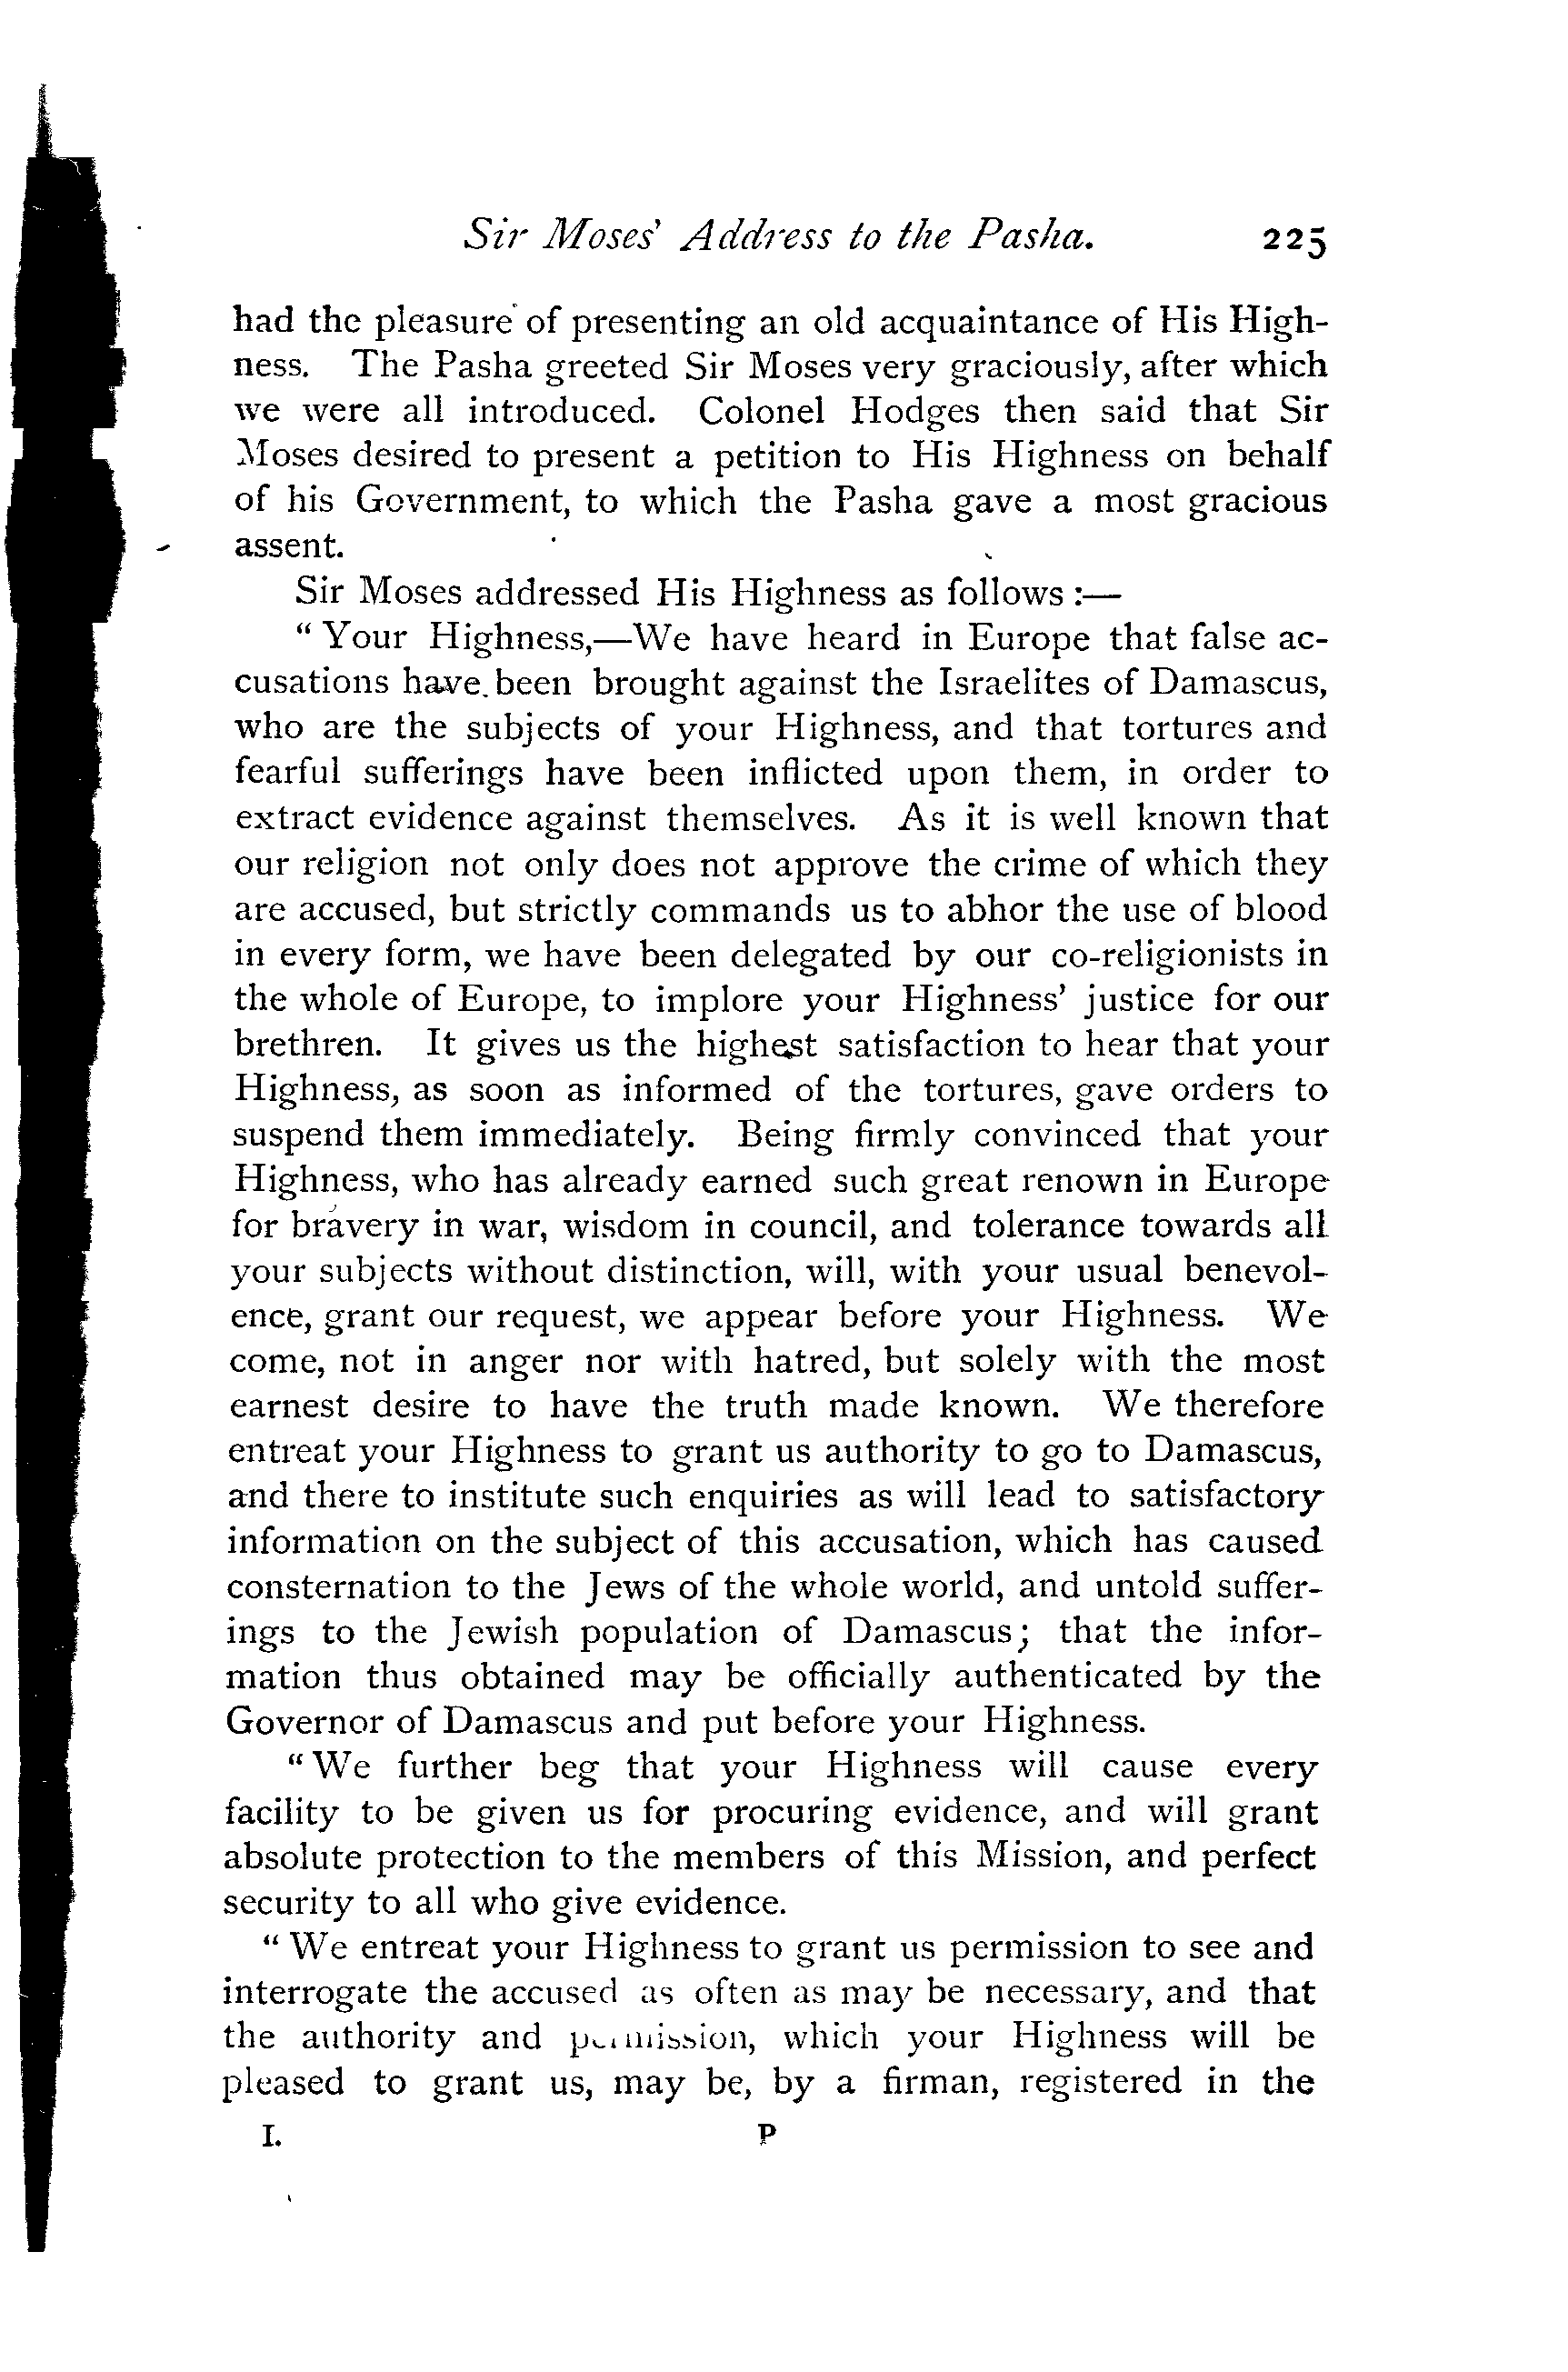 Sir Moses' Address to the Pasha. 225
had the pleasure of presenting an old acquaintance of His High-
ness. The Pasha greeted Sir Moses very graciously, after which
we were all introduced. Colonel Hodges then said that Sir
Moses desired to present a petition to His Highness on behalf
of his Government, to which the Pasha gave a most gracious
assent.
Sir Moses addressed His Highness as follows :—
" Your Highness,—We have heard in Europe that false ac-
cusations have been brought against the Israelites of Damascus,
who are the subjects of your Highness, and that tortures and
fearful sufferings have been inflicted upon them, in order to
extract evidence against themselves. As it is well known that
our religion not only does not approve the crime of which they
are accused, but strictly commands us to abhor the use of blood
in every form, we have been delegated by our co-religionists in
the whole of Europe, to implore your Highness' justice for our
brethren. It gives us the highest satisfaction to hear that your
Highness, as soon as informed of the tortures, gave orders to
suspend them immediately. Being firmly convinced that your
Highness, who has already earned such great renown in Europe
for bravery in war, wisdom in council, and tolerance towards all
your subjects without distinction, will, with your usual benevol-
ence, grant our request, we appear before your Highness. We
come, not in anger nor with hatred, but solely with the most
earnest desire to have the truth made known. We therefore
entreat your Highness to grant us authority to go to Damascus,
and there to institute such enquiries as will lead to satisfactory
information on the subject of this accusation, which has caused
consternation to the Jews of the whole world, and untold suffer-
ings to the Jewish population of Damascus; that the infor-
mation thus obtained may be officially authenticated by the
Governor of Damascus and put before your Highness.
" We further beg that your Highness will cause every
facility to be given us for procuring evidence, and will grant
absolute protection to the members of this Mission, and perfect
security to all who give evidence.
" We entreat your Highness to grant us permission to see and
interrogate the accused as often as may be necessary, and that
the authority and permission, which your Highness will be
pleased to grant us, may be, by a firman, registered in the
I. P